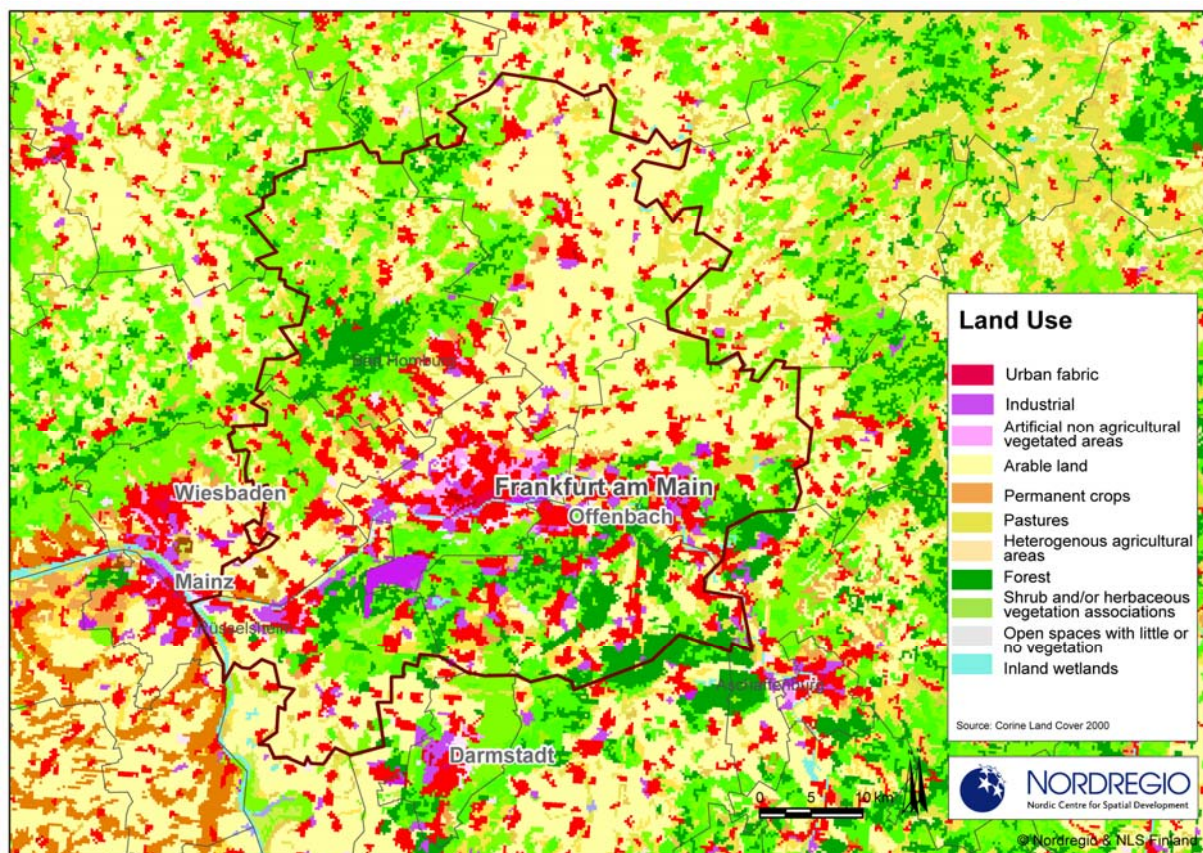 Bad Homburg
Wiesbaden
Frankfurt am Main
Offenbach
Mainz
Rüsselsheim
Aschaffenburg
Darmstadt
0 5 10 km
Land Use
Urban fabric
Industrial
Artificial non agricultural
vegetated areas
Arable land
Permanent crops
Pastures
Heterogenous agricultural
areas
Forest
Shrub and/or herbaceous
vegetation associations
Open spaces with little or
no vegetation
Inland wetlands
Source: Corine Land Cover 2000
NORDREGIO
Nordic Centre for Spatial Development
© Nordregio & NLS Finland